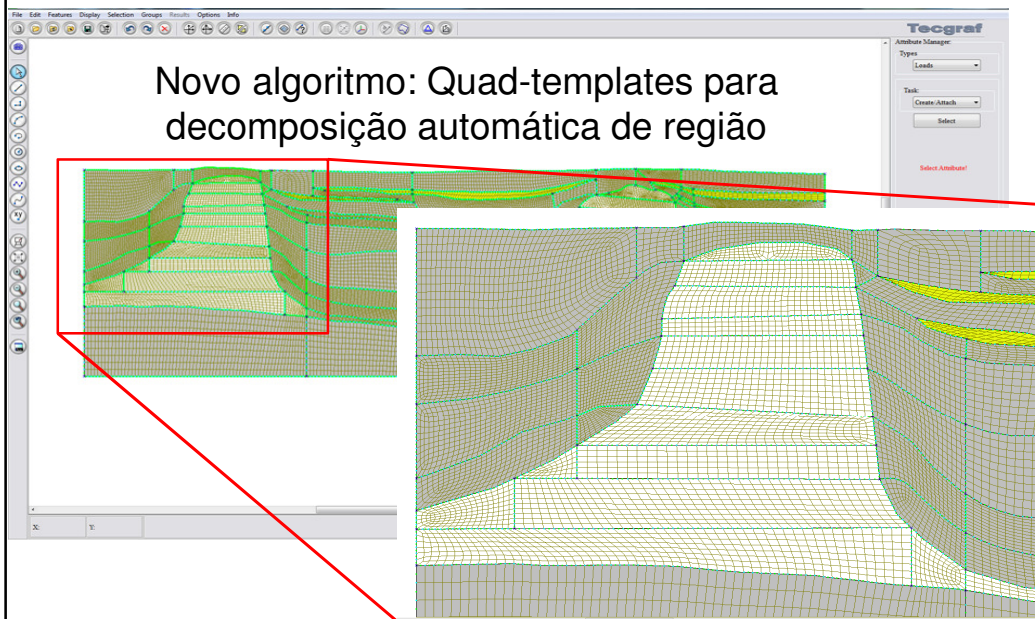 File Edit Features Display Selection Groups Results Options Info
Tecgraf
Attribute Manager:
Types
Loads
Task:
Create/Attach
Select
Select Attribute!
Novo algoritmo: Quad-templates para
decomposição automática de região
X: Y: